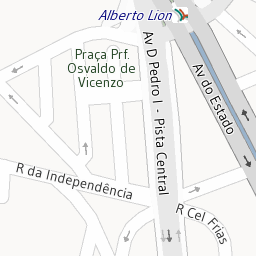 Alberto Lion
Praça Prf.
Osvaldo de
Vicenzo
Av D Pedro I - Pista Central
Av do Estado
R da Independência
R Cel Frias